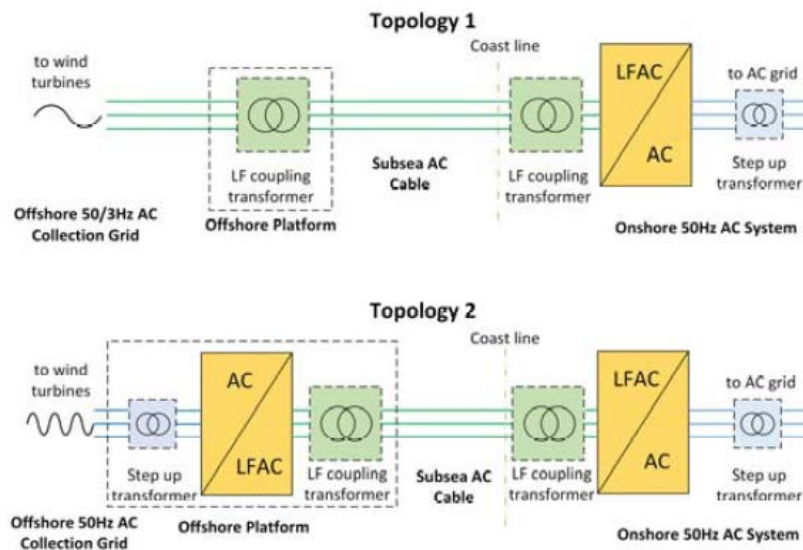 Topology 1
to wind
turbines
Coast line
LFAC
AC
to AC grid
LF coupling
transformer
Subsea AC
Cable
LF coupling
transformer
Step up
transformer
Offshore 50/3Hz AC
Collection Grid
Offshore Platform
Onshore 50Hz AC System
Topology 2
to wind
turbines
Coast line
AC
LFAC
LFAC
AC
to AC grid
Step up
transformer
LF coupling
transformer
Subsea AC
Cable
LF coupling
transformer
Step up
transformer
Offshore 50Hz AC
Collection Grid
Offshore Platform
Onshore 50Hz AC System